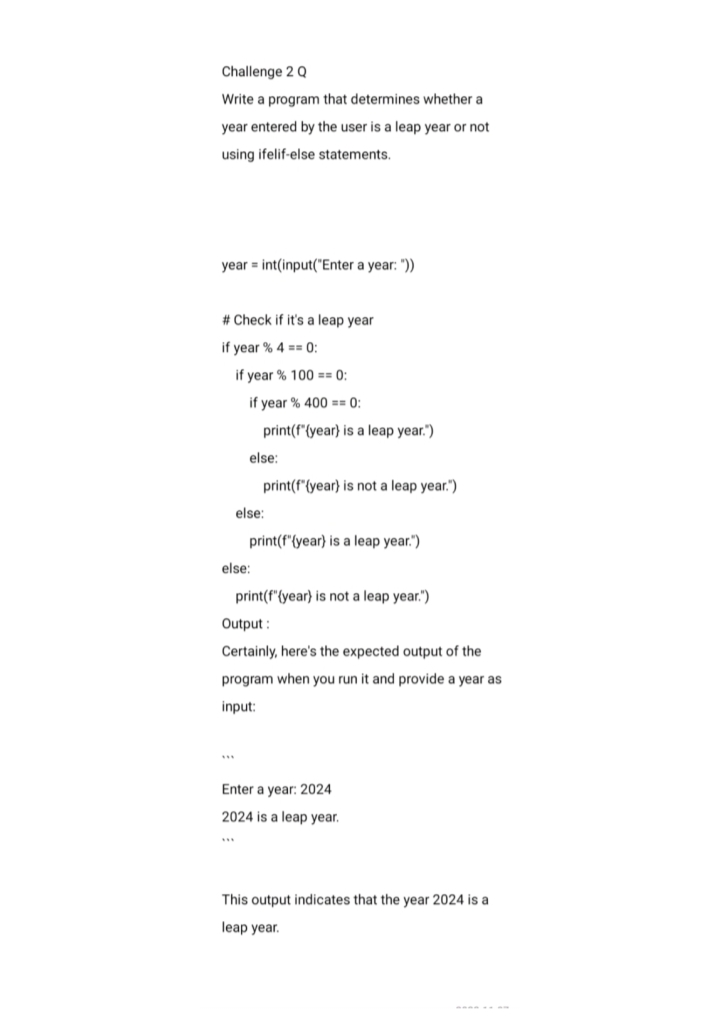 Challenge 2 Q
Write a program that determines whether a
year entered by the user is a leap year or not
using ifelif-else statements.
year = int(input("Enter a year: "))
# Check if it's a leap year
if year % 4 == 0:
if year % 100 == 0:
if year % 400 == 0:
print(f"{year} is a leap year.")
else:
print(f"{year} is not a leap year.")
else:
print(f"{year} is a leap year.")
else:
print(f"{year} is not a leap year.")
Output :
Certainly, here's the expected output of the
program when you run it and provide a year as
input:
```
Enter a year: 2024
2024 is a leap year.
```
This output indicates that the year 2024 is a
leap year.